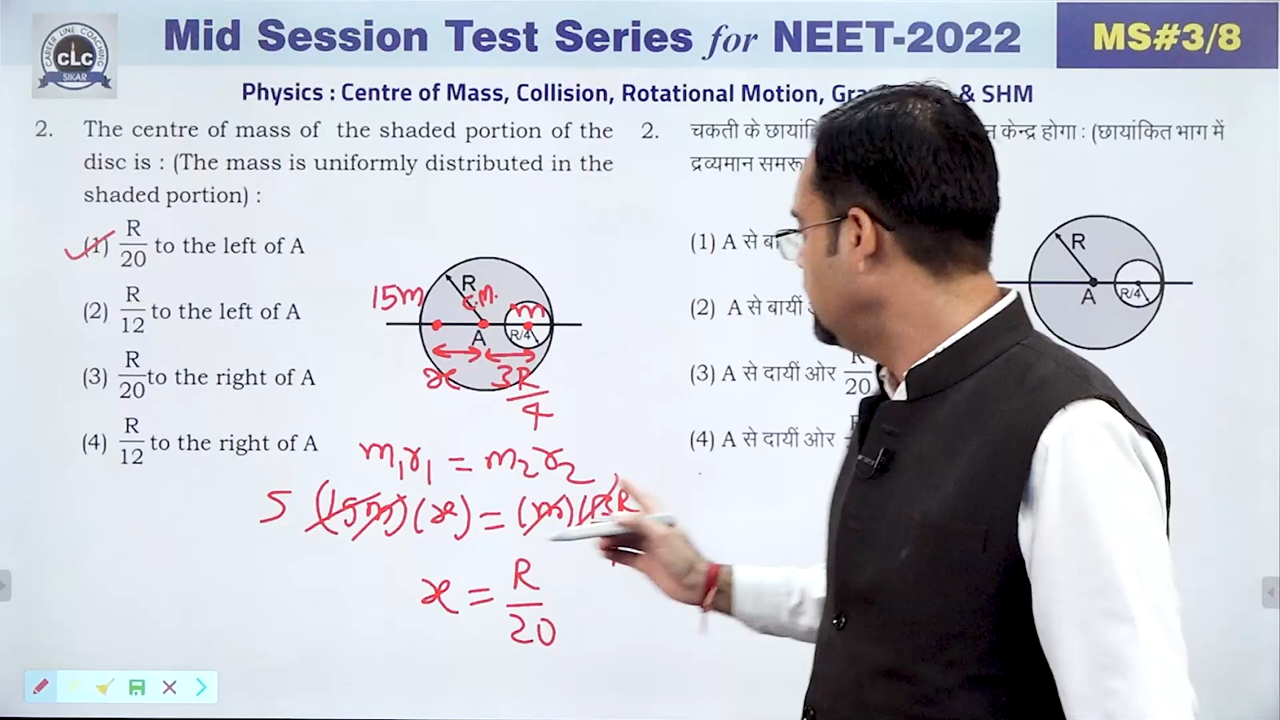 CAREER LINE COACHING
CLC
SIKAR
Mid Session Test Series for NEET-2022
MS#3/8
Physics : Centre of Mass, Collision, Rotational Motion, & SHM
2. The centre of mass of the shaded portion of the
disc is : (The mass is uniformly distributed in the
shaded portion) :
(1) R/20 to the left of A
(2) R/12 to the left of A
(3) R/20 to the right of A
(4) R/12 to the right of A
15m
R
C.M.
m
A
R/4
x
3R/4
m₁r₁ = m₂r₂
5 (15m)(x) = (m)
x = R/20
2. चकती के केन्द्र होगा : (छायांकित भाग में
द्रव्यमान
(1) A से
(2) A से बायीं
(3) A से दायीं ओर R/20
(4) A से दायीं ओर
R
A
R/4